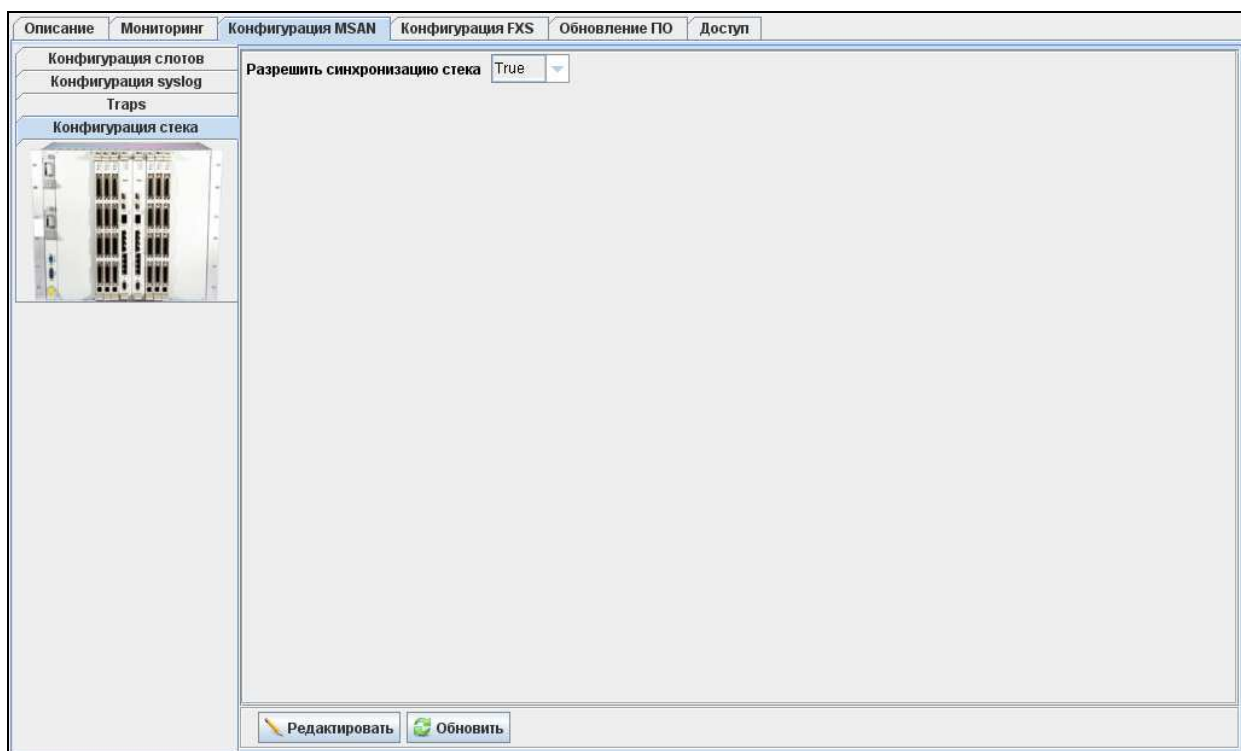 Описание Мониторинг Конфигурация MSAN Конфигурация FXS Обновление ПО Доступ
Конфигурация слотов
Конфигурация syslog
Traps
Конфигурация стека
Разрешить синхронизацию стека True
Редактировать Обновить